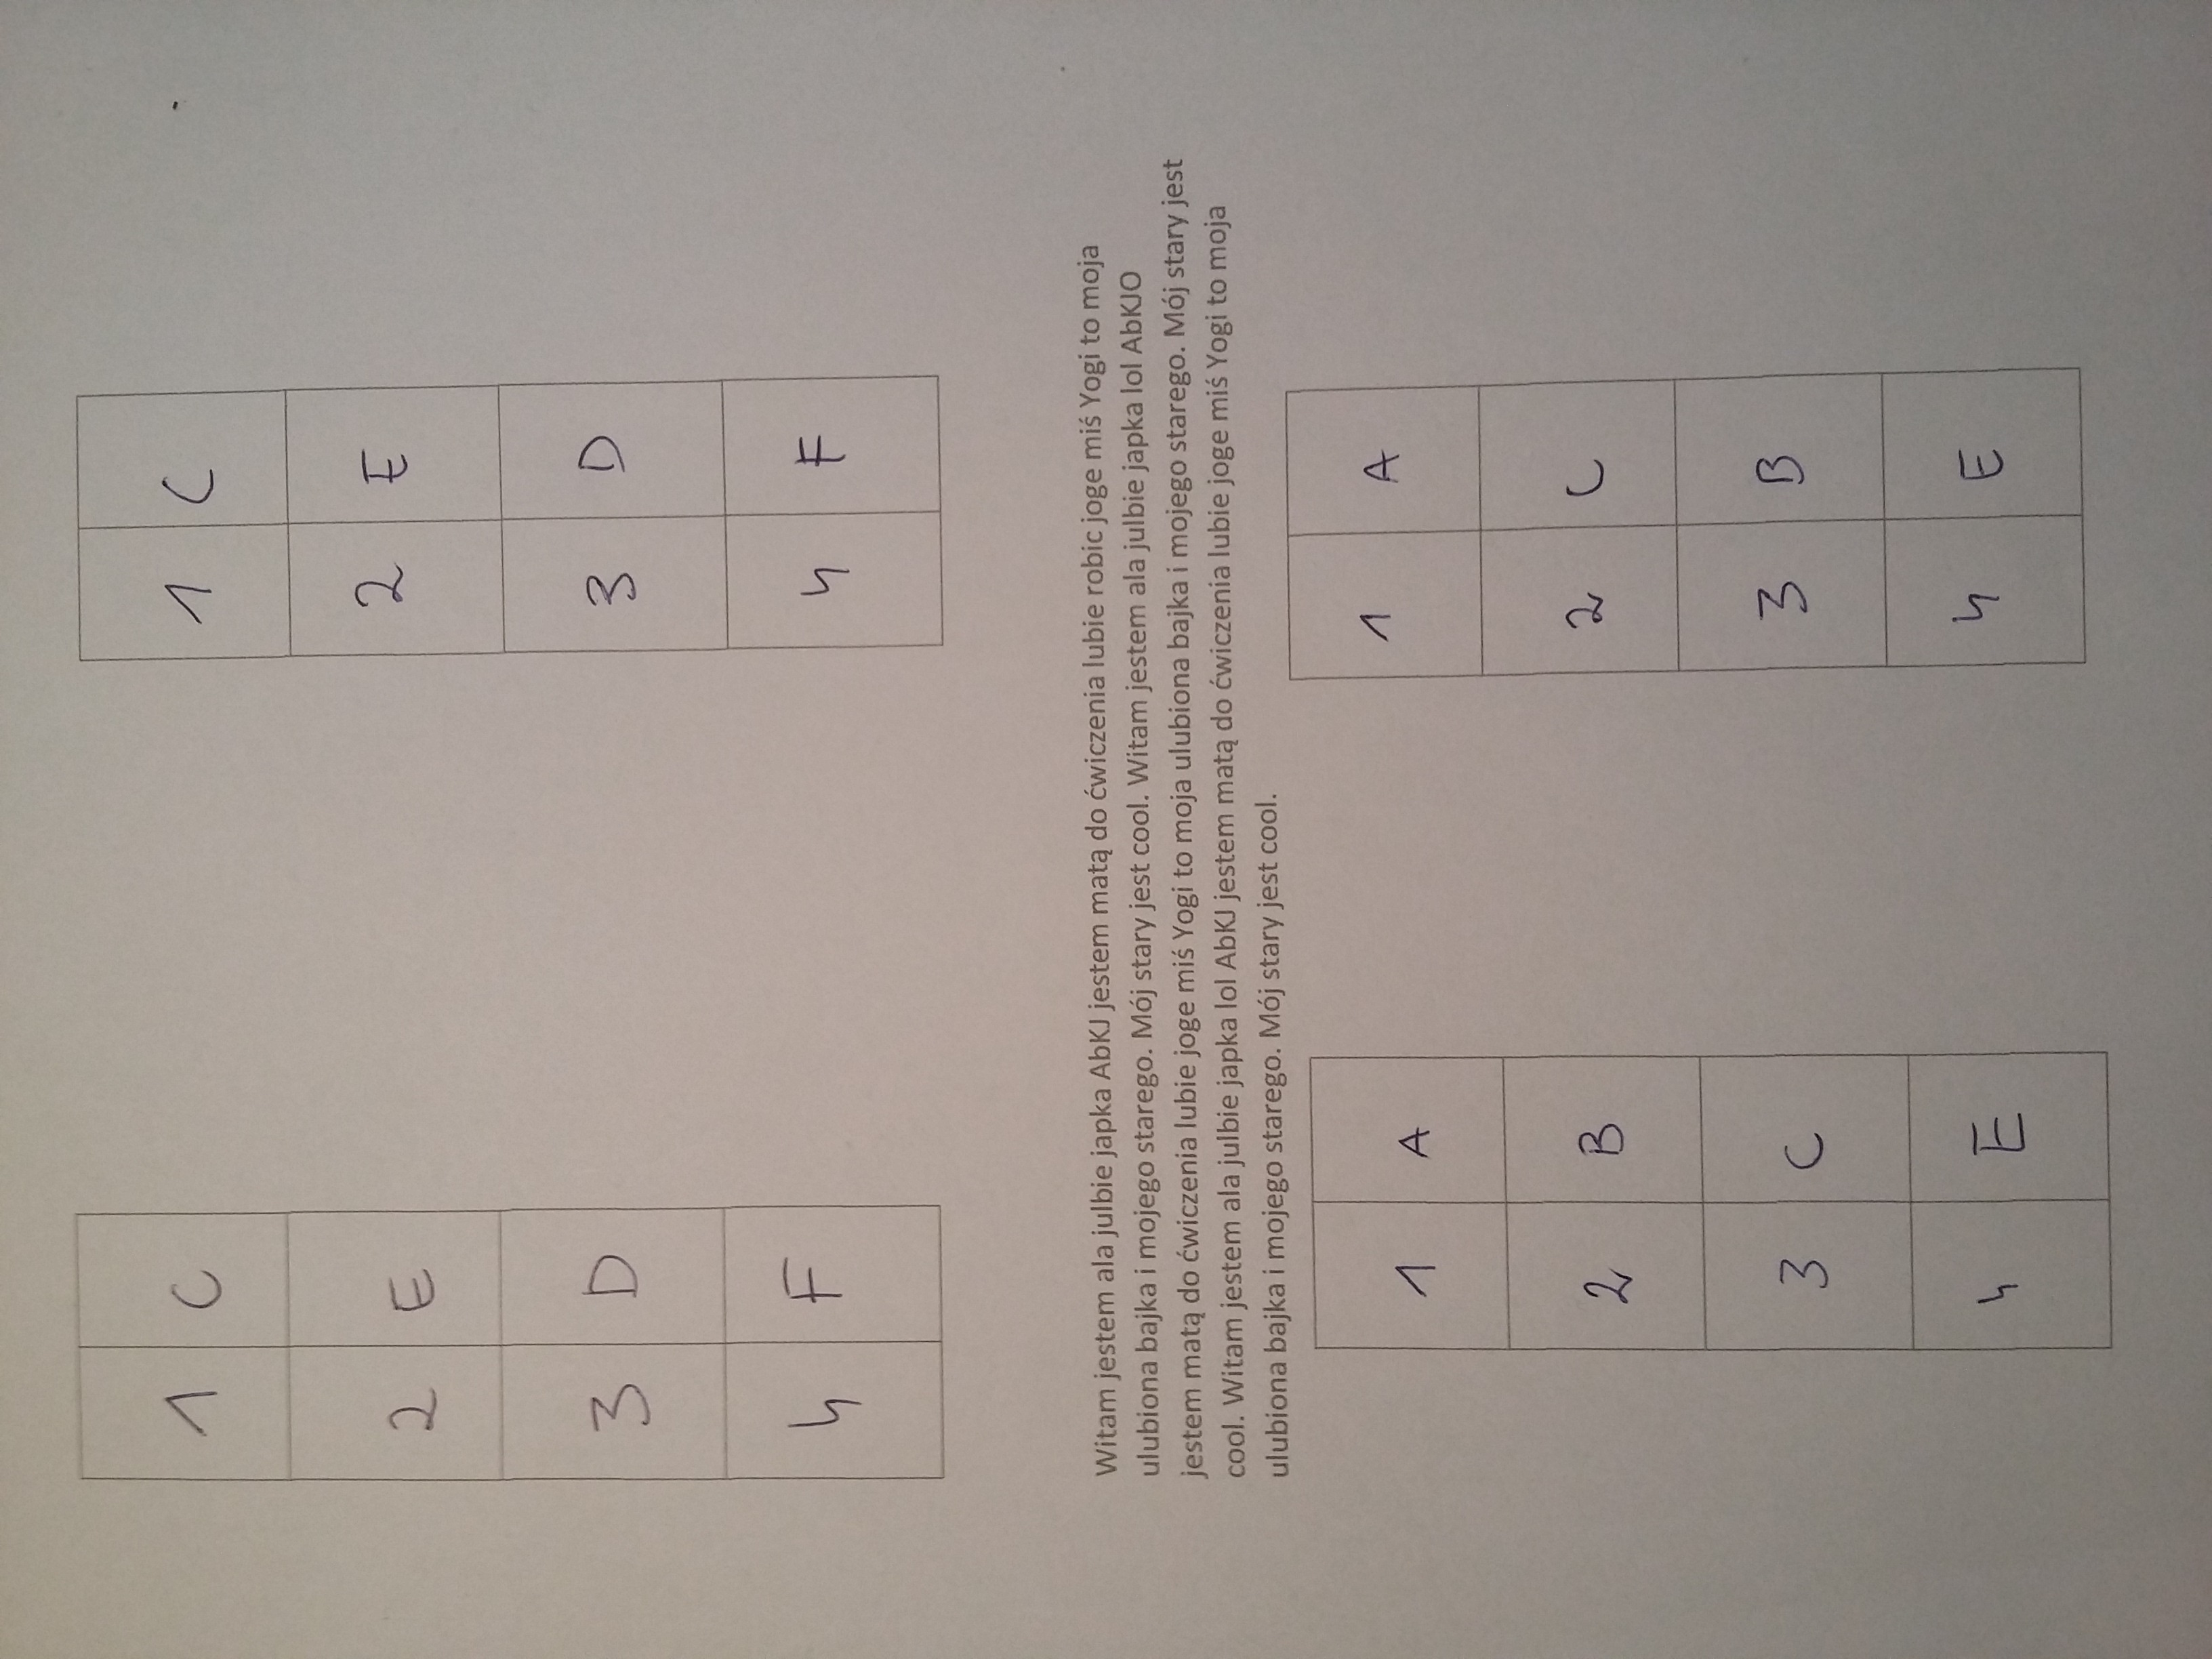 1 C
2 E
3 D
4 F
1 C
2 E
3 D
4 F
Witam jestem ala julbie japka AbKJ jestem matą do ćwiczenia lubie robic joge miś Yogi to moja
ulubiona bajka i mojego starego. Mój stary jest cool. Witam jestem ala julbie japka lol AbKJO
jestem matą do ćwiczenia lubie joge miś Yogi to moja ulubiona bajka i mojego starego. Mój stary jest
cool. Witam jestem ala julbie japka lol AbKJ jestem matą do ćwiczenia lubie joge miś Yogi to moja
ulubiona bajka i mojego starego. Mój stary jest cool.
1 A
2 B
3 C
4 E
1 A
2 C
3 B
4 E